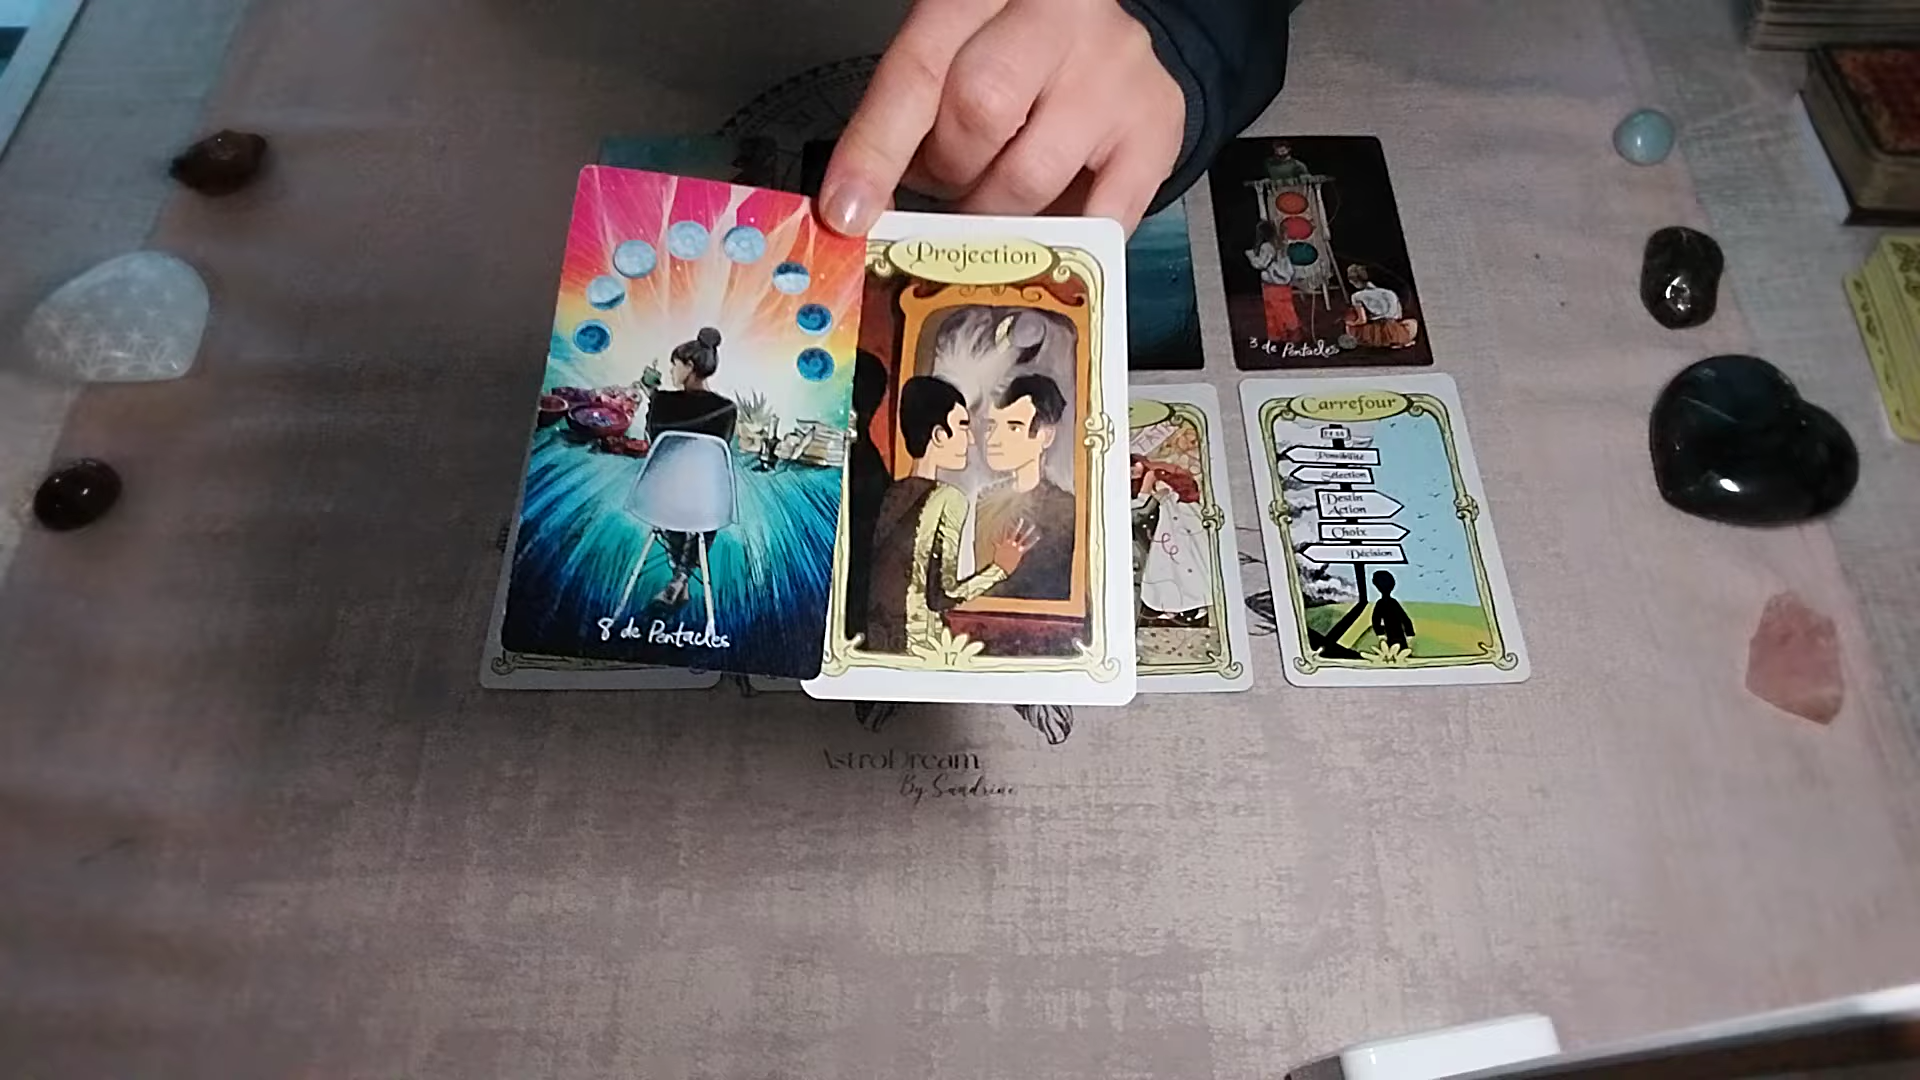 Projection
3 de Pentacles
Carrefour
Possibilité
Sélection
Destin
Action
Choix
Décision
8 de Pentacles
17
44
AstroDream
By Sandrine